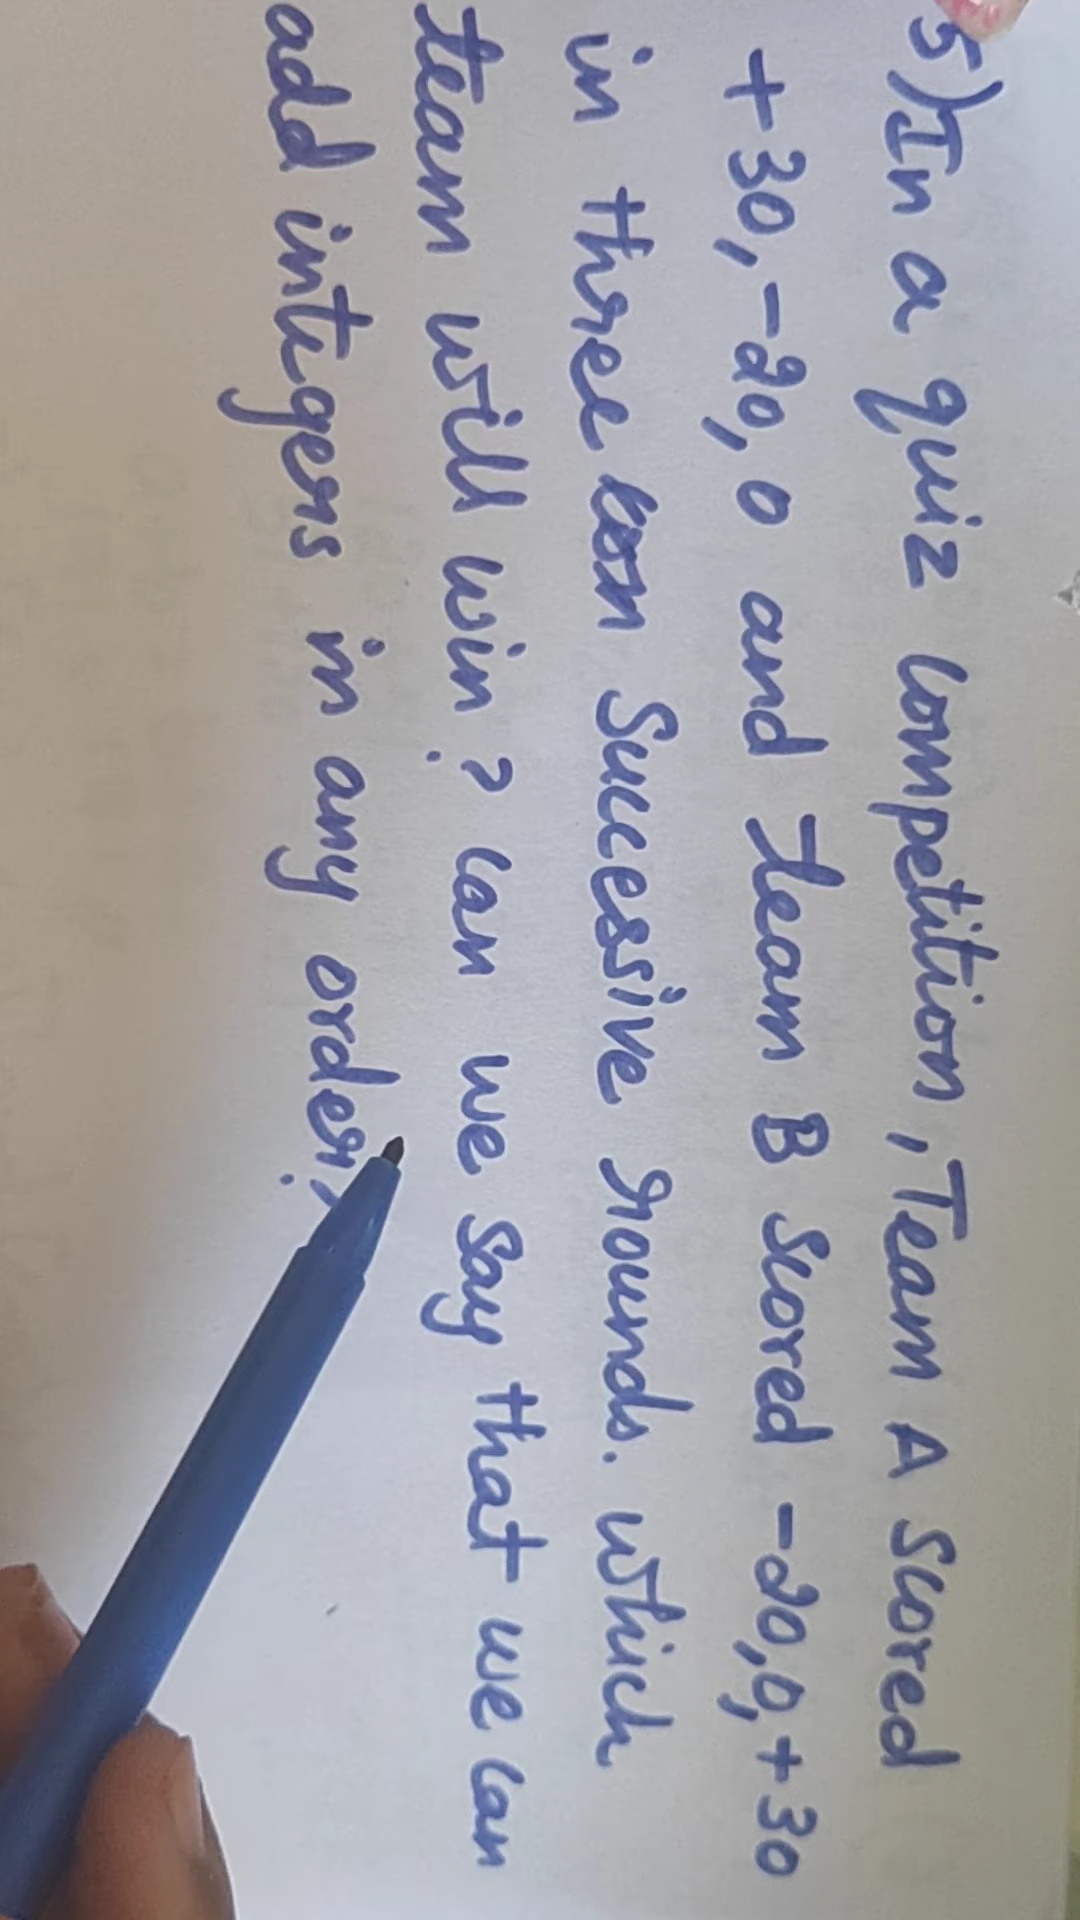 5) In a quiz competition, Team A scored
+30, -20, 0 and team B scored -20, 0, +30
in three successive rounds. which
team will win? can we say that we can
add integers in any order?